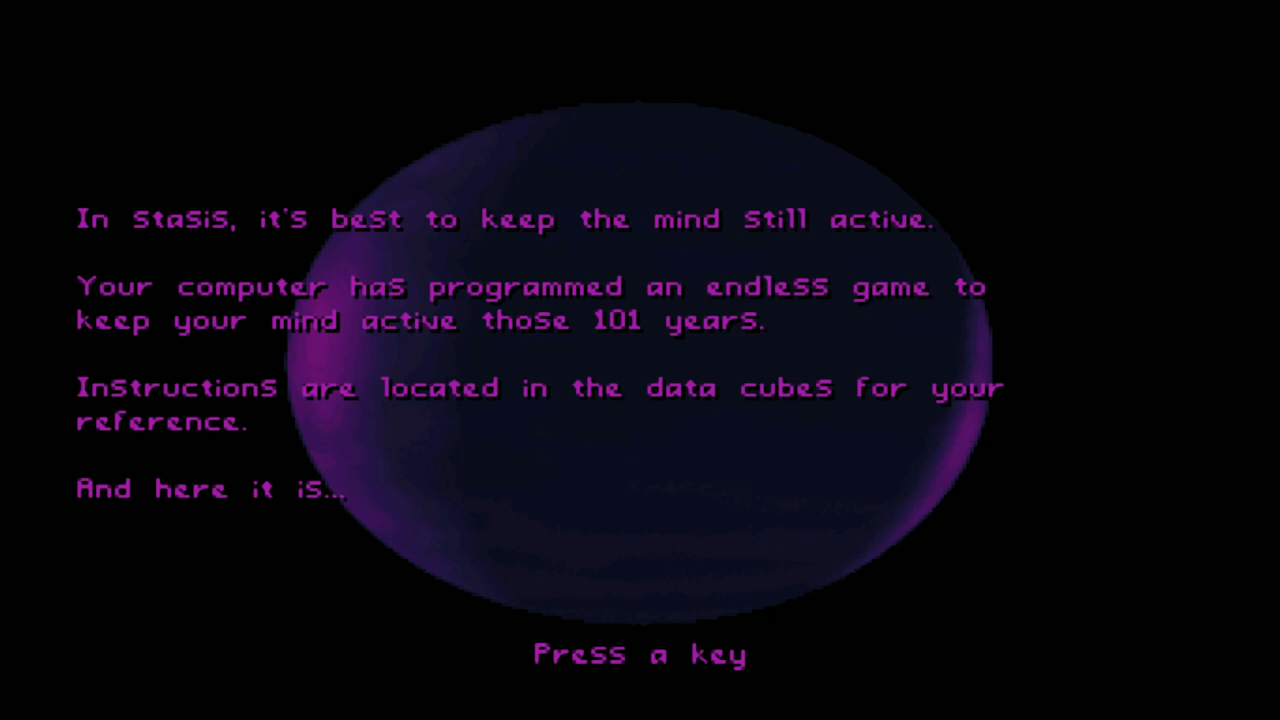 In stasis, it's best to keep the mind still active.
Your computer has programmed an endless game to
keep your mind active those 101 years.
Instructions are located in the data cubes for your
reference.
And here it is...
Press a key